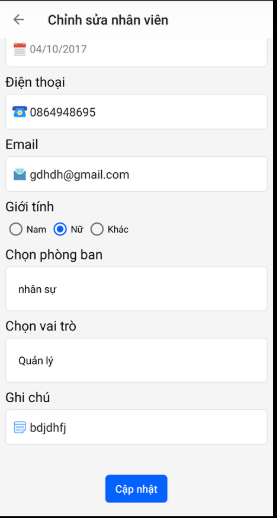 Chỉnh sửa nhân viên
04/10/2017
Điện thoại
0864948695
Email
gdhdh@gmail.com
Giới tính
Nam Nữ Khác
Chọn phòng ban
nhân sự
Chọn vai trò
Quản lý
Ghi chú
bdjdhfj
Cập nhật